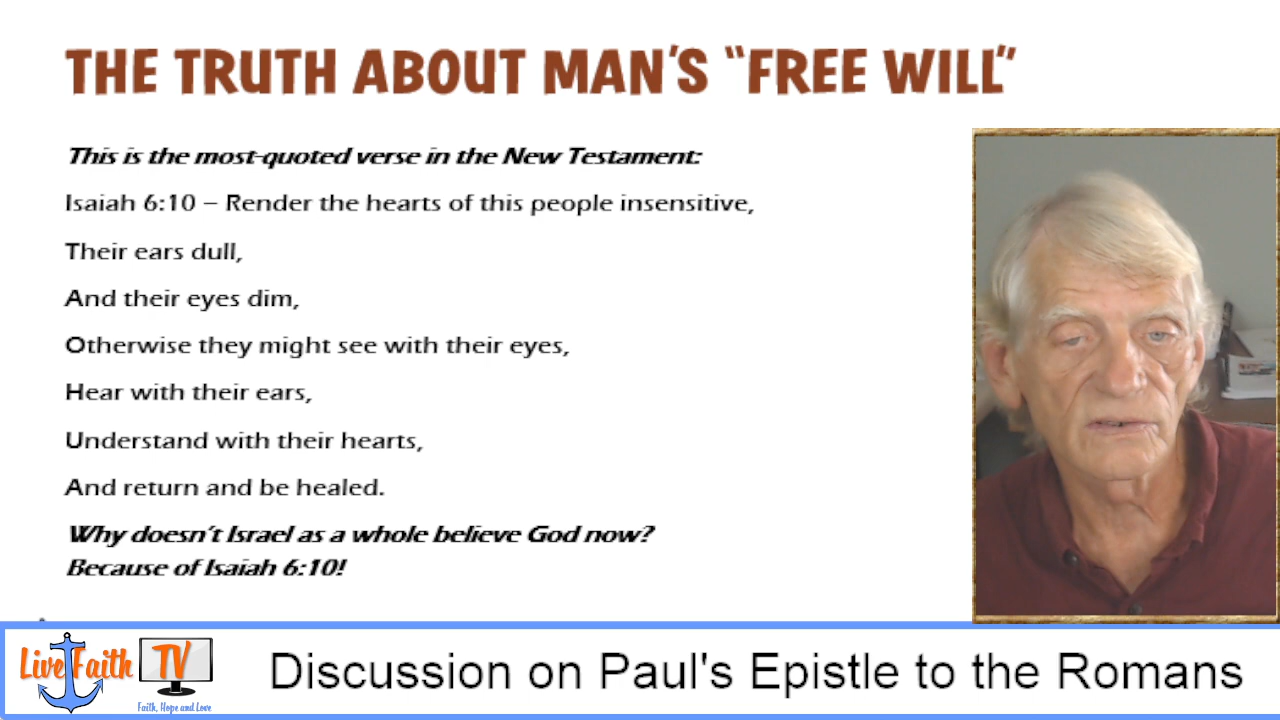 THE TRUTH ABOUT MAN'S "FREE WILL"
This is the most-quoted verse in the New Testament:
Isaiah 6:10 – Render the hearts of this people insensitive,
Their ears dull,
And their eyes dim,
Otherwise they might see with their eyes,
Hear with their ears,
Understand with their hearts,
And return and be healed.
Why doesn't Israel as a whole believe God now?
Because of Isaiah 6:10!
Live Faith TV
Faith, Hope and Love
Discussion on Paul's Epistle to the Romans